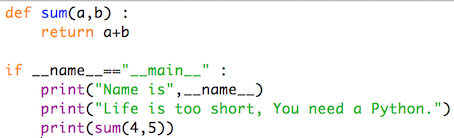 def sum(a,b) :
    return a+b

if __name__=="__main__" :
    print("Name is",__name__)
    print("Life is too short, You need a Python.")
    print(sum(4,5))